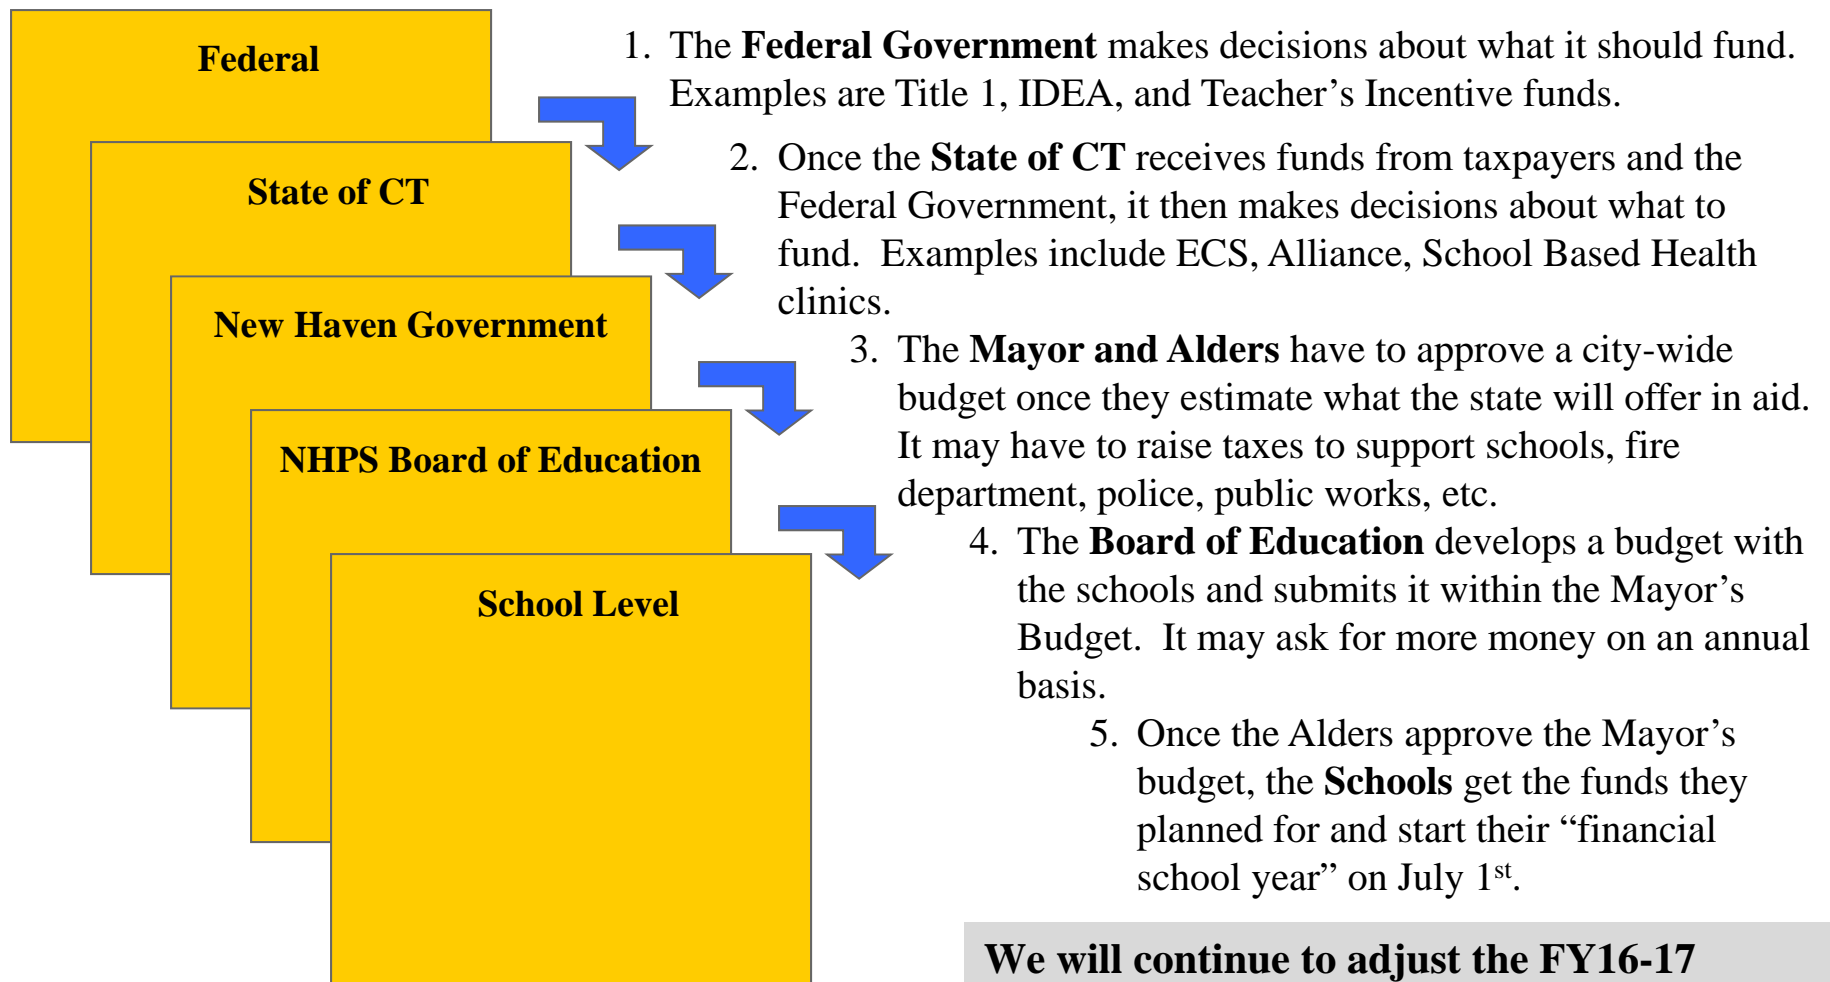 Federal
State of CT
New Haven Government
NHPS Board of Education
School Level
1. The Federal Government makes decisions about what it should fund.
Examples are Title 1, IDEA, and Teacher’s Incentive funds.
2. Once the State of CT receives funds from taxpayers and the
Federal Government, it then makes decisions about what to
fund. Examples include ECS, Alliance, School Based Health
clinics.
3. The Mayor and Alders have to approve a city-wide
budget once they estimate what the state will offer in aid.
It may have to raise taxes to support schools, fire
department, police, public works, etc.
4. The Board of Education develops a budget with
the schools and submits it within the Mayor’s
Budget. It may ask for more money on an annual
basis.
5. Once the Alders approve the Mayor’s
budget, the Schools get the funds they
planned for and start their “financial
school year” on July 1st.
We will continue to adjust the FY16-17